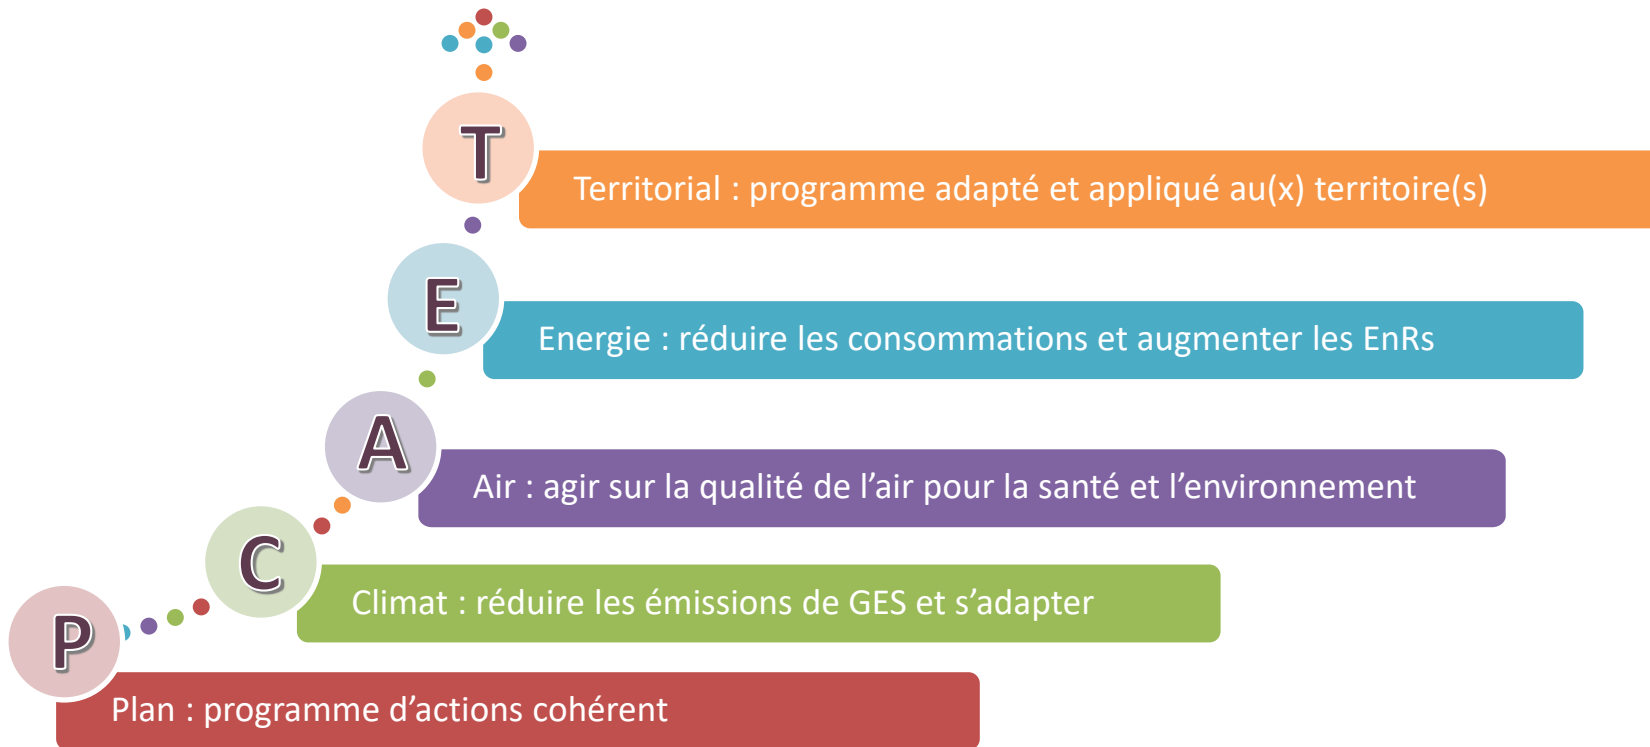 T
Territorial : programme adapté et appliqué au(x) territoire(s)
E
Energie : réduire les consommations et augmenter les EnRs
A
Air : agir sur la qualité de l’air pour la santé et l’environnement
C
Climat : réduire les émissions de GES et s’adapter
P
Plan : programme d’actions cohérent